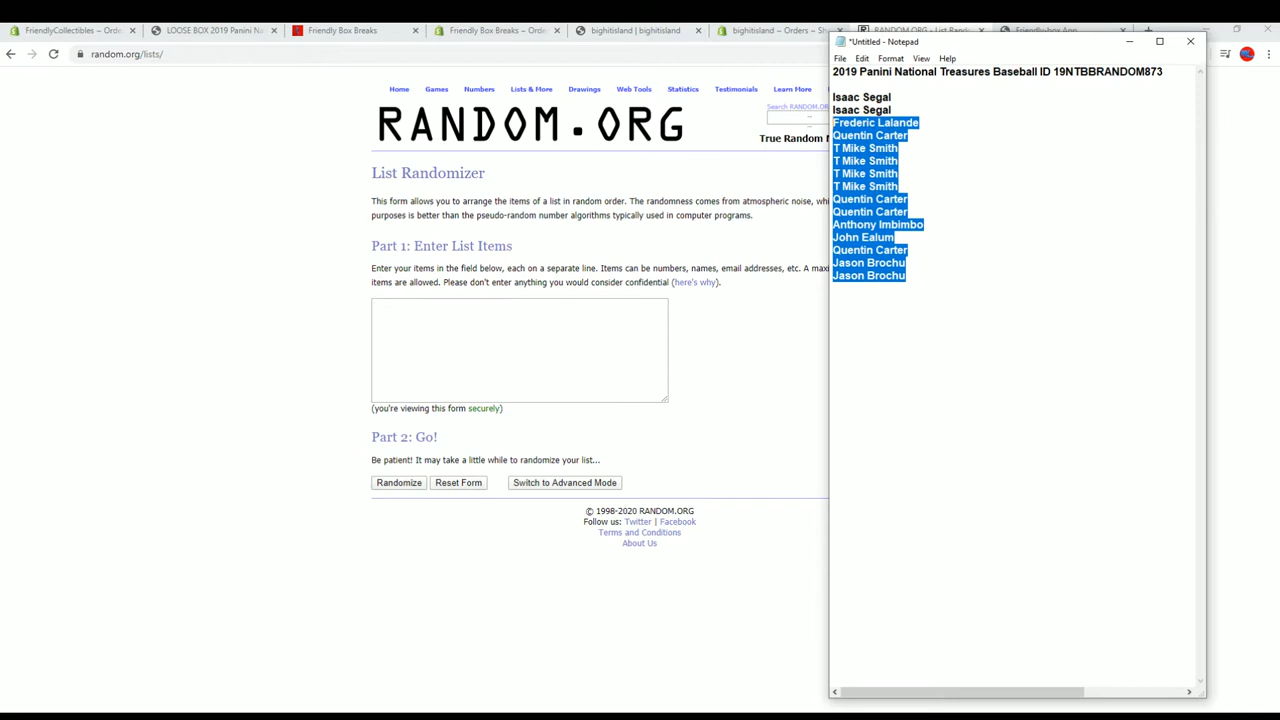 FriendlyCollectibles – Orde
LOOSE BOX 2019 Panini Na
Friendly Box Breaks
Friendly Box Breaks – Orders
bighitisland | bighitisland
bighitisland – Orders – Sh
RANDOM.ORG - List Rand
Friendly-box App
random.org/lists/
Home Games Numbers Lists & More Drawings Web Tools Statistics Testimonials Learn More
RANDOM.ORG
Search RANDOM.OR
True Random N
List Randomizer
This form allows you to arrange the items of a list in random order. The randomness comes from atmospheric noise, whi
purposes is better than the pseudo-random number algorithms typically used in computer programs.
Part 1: Enter List Items
Enter your items in the field below, each on a separate line. Items can be numbers, names, email addresses, etc. A maxi
items are allowed. Please don't enter anything you would consider confidential (here's why).
(you're viewing this form securely)
Part 2: Go!
Be patient! It may take a little while to randomize your list...
Randomize Reset Form Switch to Advanced Mode
© 1998-2020 RANDOM.ORG
Follow us: Twitter | Facebook
Terms and Conditions
About Us
*Untitled - Notepad
File Edit Format View Help
2019 Panini National Treasures Baseball ID 19NTBBRANDOM873
Isaac Segal
Isaac Segal
Frederic Lalande
Quentin Carter
T Mike Smith
T Mike Smith
T Mike Smith
T Mike Smith
Quentin Carter
Quentin Carter
Anthony Imbimbo
John Ealum
Quentin Carter
Jason Brochu
Jason Brochu